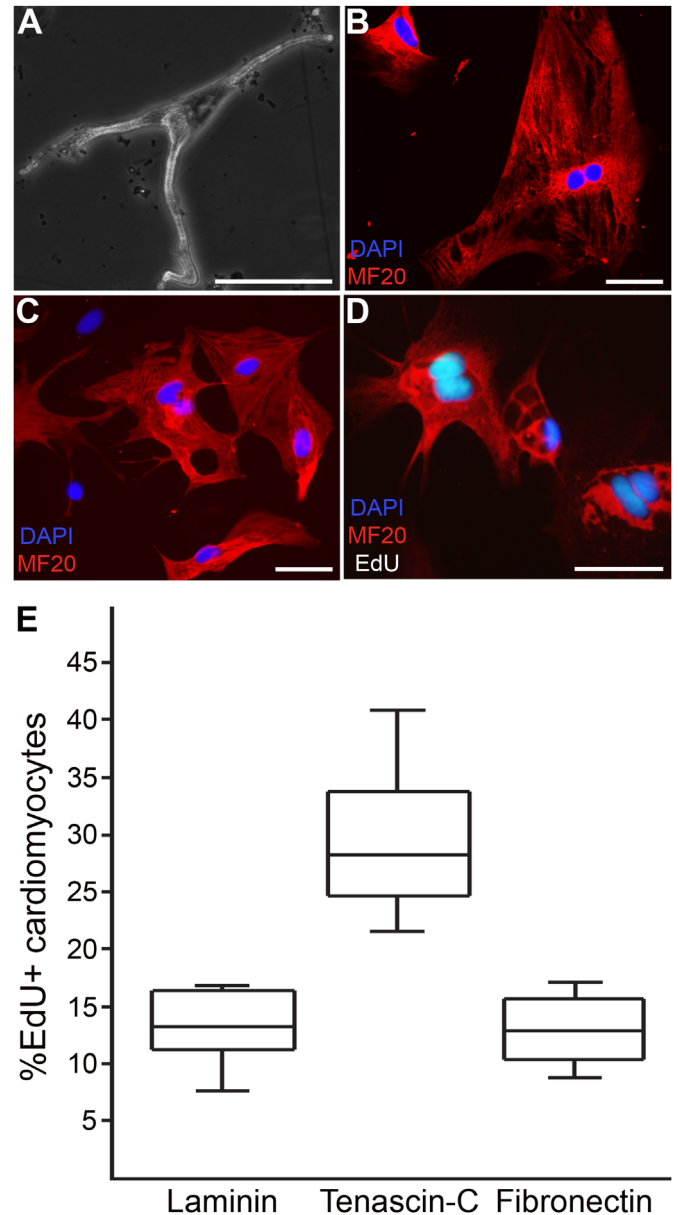 A
B
DAPI
MF20
C
DAPI
MF20
D
DAPI
MF20
EdU
E
%EdU+ cardiomyocytes
45
40
35
30
25
20
15
10
5
Laminin Tenascin-C Fibronectin